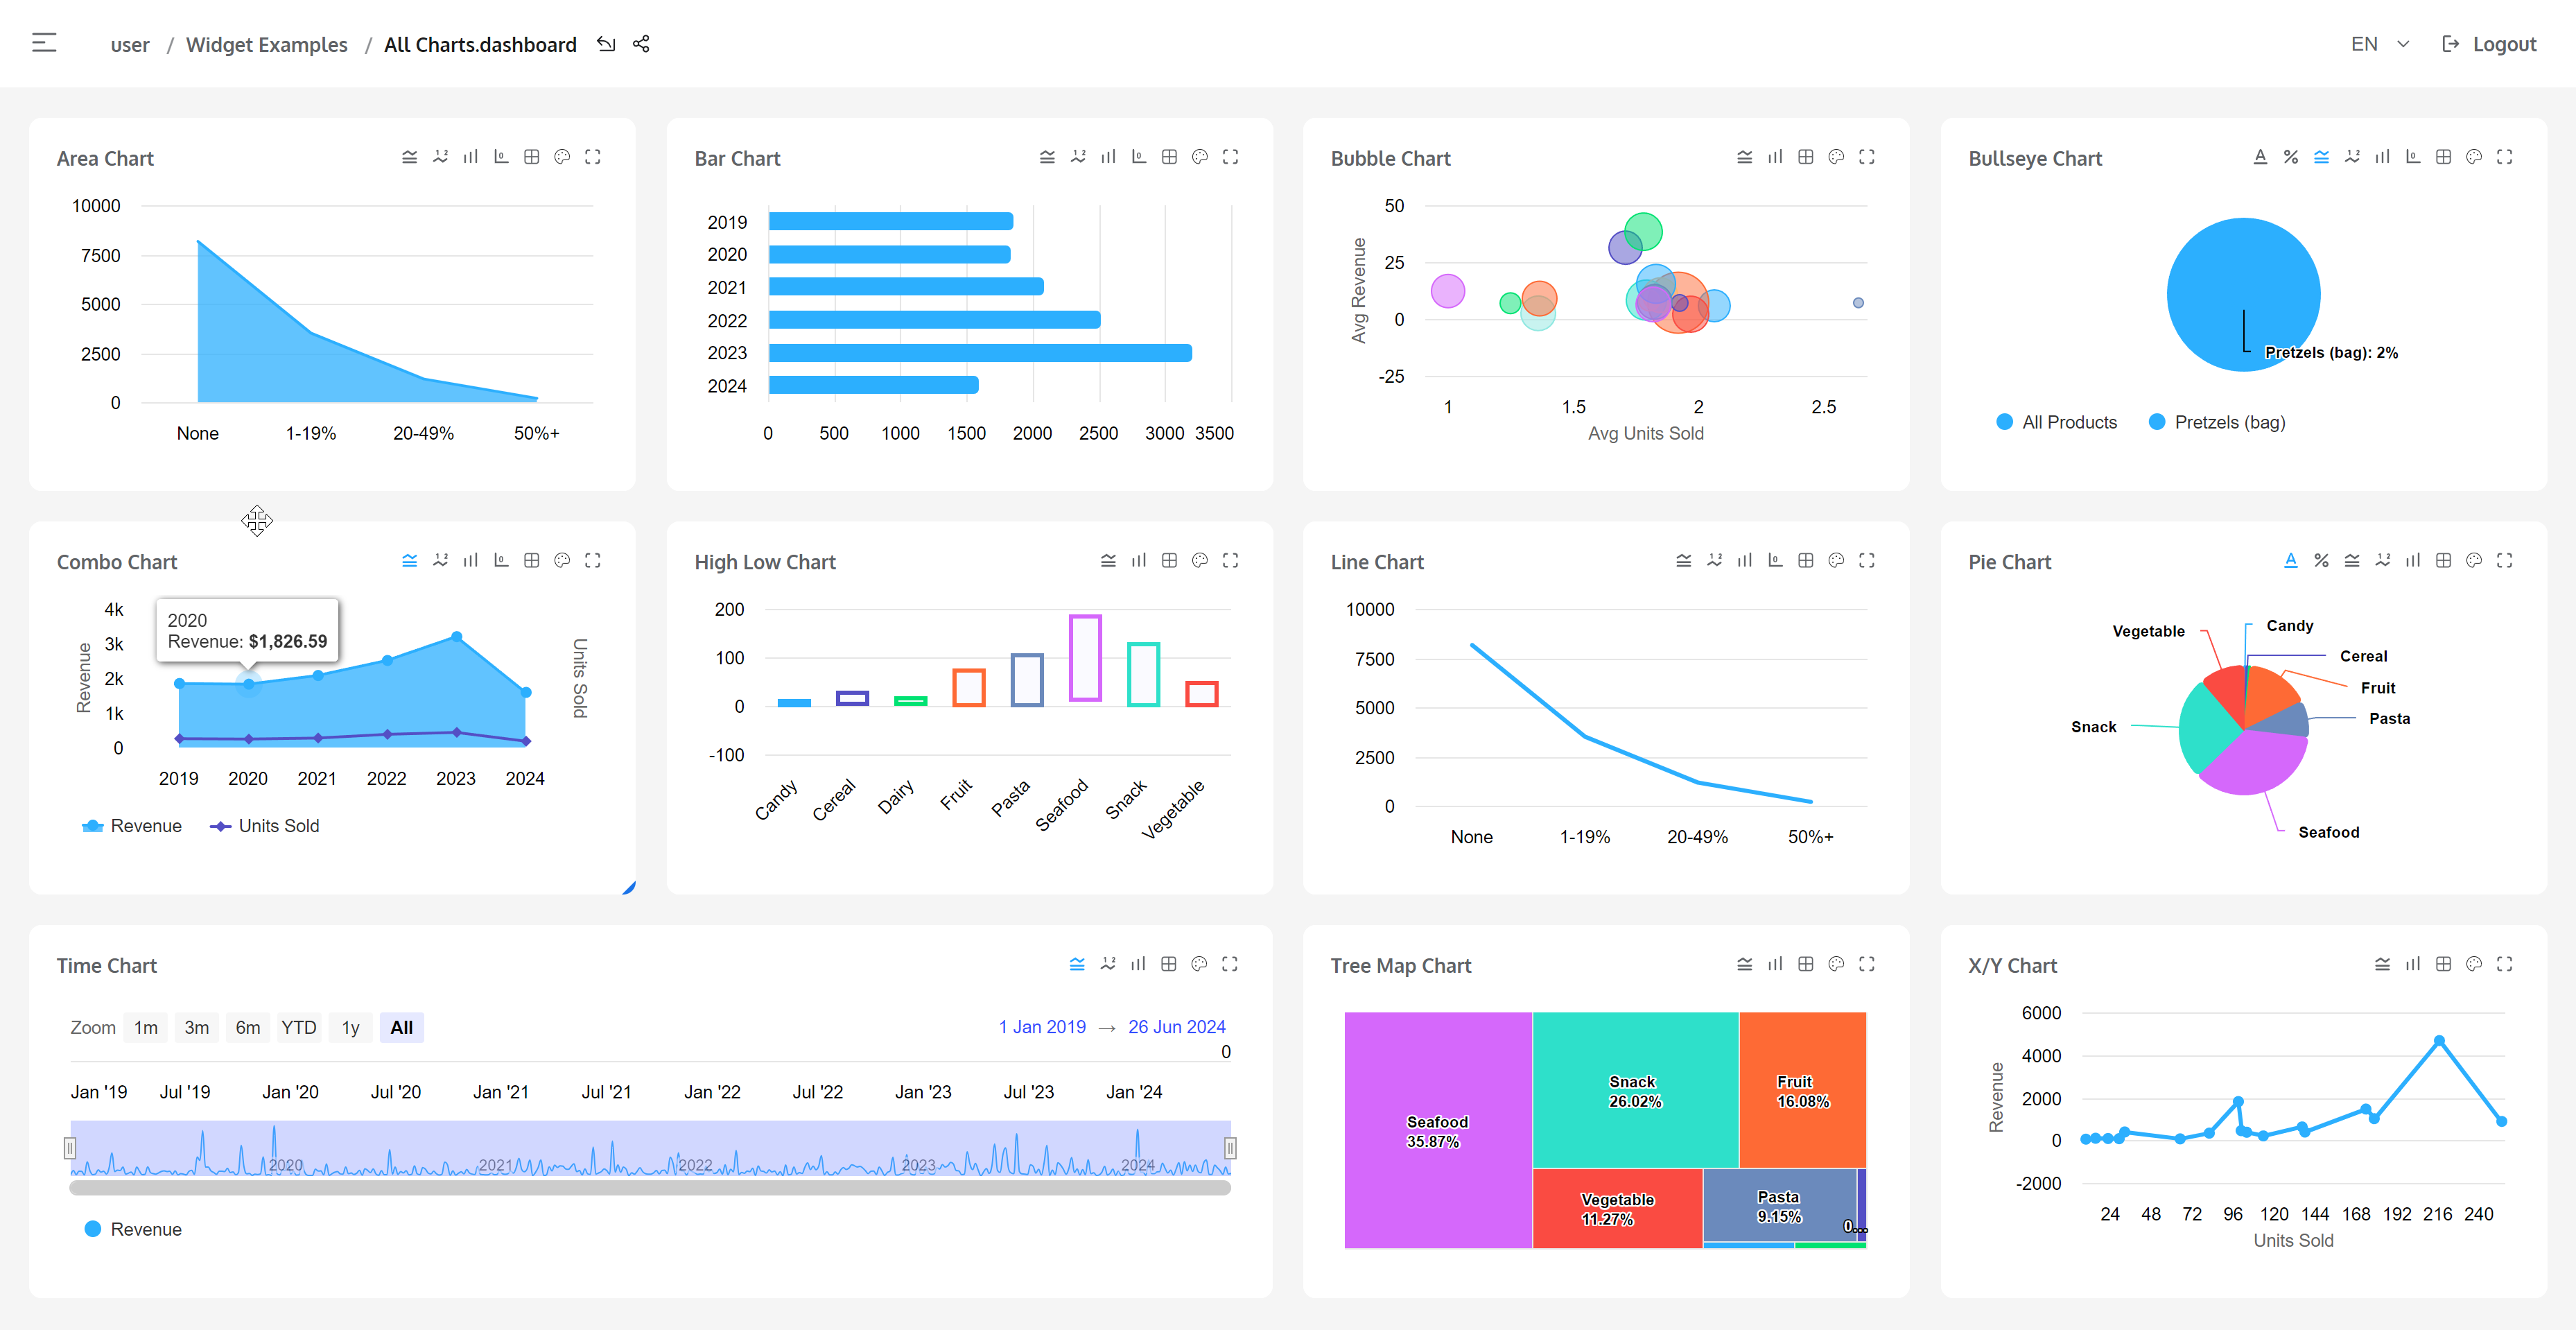 user / Widget Examples / All Charts.dashboard
EN
Logout
Area Chart
10000
7500
5000
2500
0
None 1-19% 20-49% 50%+
Bar Chart
2019
2020
2021
2022
2023
2024
0 500 1000 1500 2000 2500 3000 3500
Bubble Chart
50
25
0
-25
Avg Revenue
1 1.5 2 2.5
Avg Units Sold
Bullseye Chart
Pretzels (bag): 2%
All Products Pretzels (bag)
Combo Chart
4k
3k
2k
1k
0
Revenue
2020
Revenue: $1,826.59
Units Sold
2019 2020 2021 2022 2023 2024
Revenue Units Sold
High Low Chart
200
100
0
-100
Candy Cereal Dairy Fruit Pasta Seafood Snack Vegetable
Line Chart
10000
7500
5000
2500
0
None 1-19% 20-49% 50%+
Pie Chart
Candy
Vegetable
Cereal
Fruit
Pasta
Snack
Seafood
Time Chart
Zoom 1m 3m 6m YTD 1y All
1 Jan 2019 → 26 Jun 2024
0
Jan '19 Jul '19 Jan '20 Jul '20 Jan '21 Jul '21 Jan '22 Jul '22 Jan '23 Jul '23 Jan '24
2020 2021 2022 2023 2024
Revenue
Tree Map Chart
Seafood
35.87%
Snack
26.02%
Fruit
16.08%
Vegetable
11.27%
Pasta
9.15%
0...
X/Y Chart
6000
4000
2000
0
-2000
Revenue
24 48 72 96 120 144 168 192 216 240
Units Sold